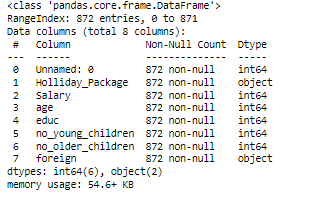 <class 'pandas.core.frame.DataFrame'>
RangeIndex: 872 entries, 0 to 871
Data columns (total 8 columns):
 #   Column             Non-Null Count  Dtype
---  ------             --------------  -----
 0   Unnamed: 0         872 non-null    int64
 1   Holliday_Package   872 non-null    object
 2   Salary             872 non-null    int64
 3   age                872 non-null    int64
 4   educ               872 non-null    int64
 5   no_young_children  872 non-null    int64
 6   no_older_children  872 non-null    int64
 7   foreign            872 non-null    object
dtypes: int64(6), object(2)
memory usage: 54.6+ KB